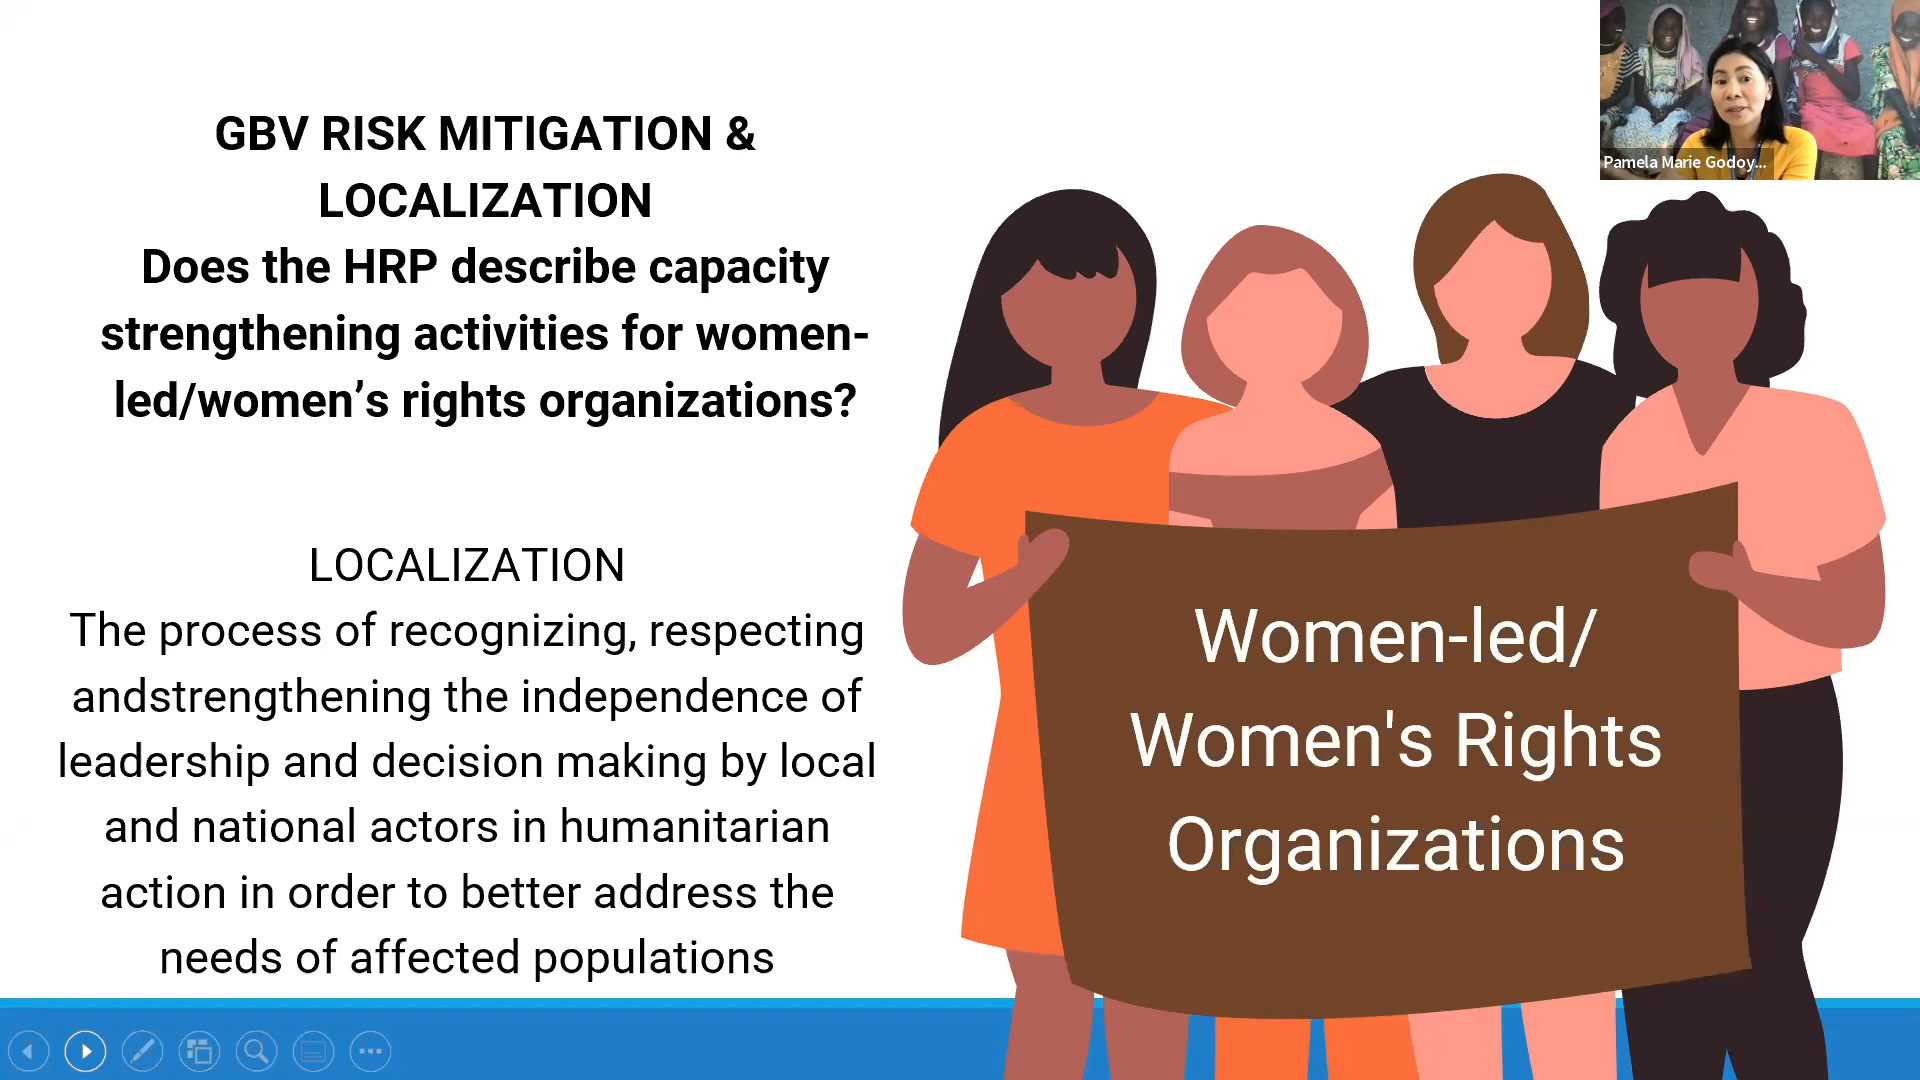 GBV RISK MITIGATION &
LOCALIZATION
Does the HRP describe capacity
strengthening activities for women-
led/women’s rights organizations?
LOCALIZATION
The process of recognizing, respecting
andstrengthening the independence of
leadership and decision making by local
and national actors in humanitarian
action in order to better address the
needs of affected populations
Women-led/
Women's Rights
Organizations
Pamela Marie Godoy...